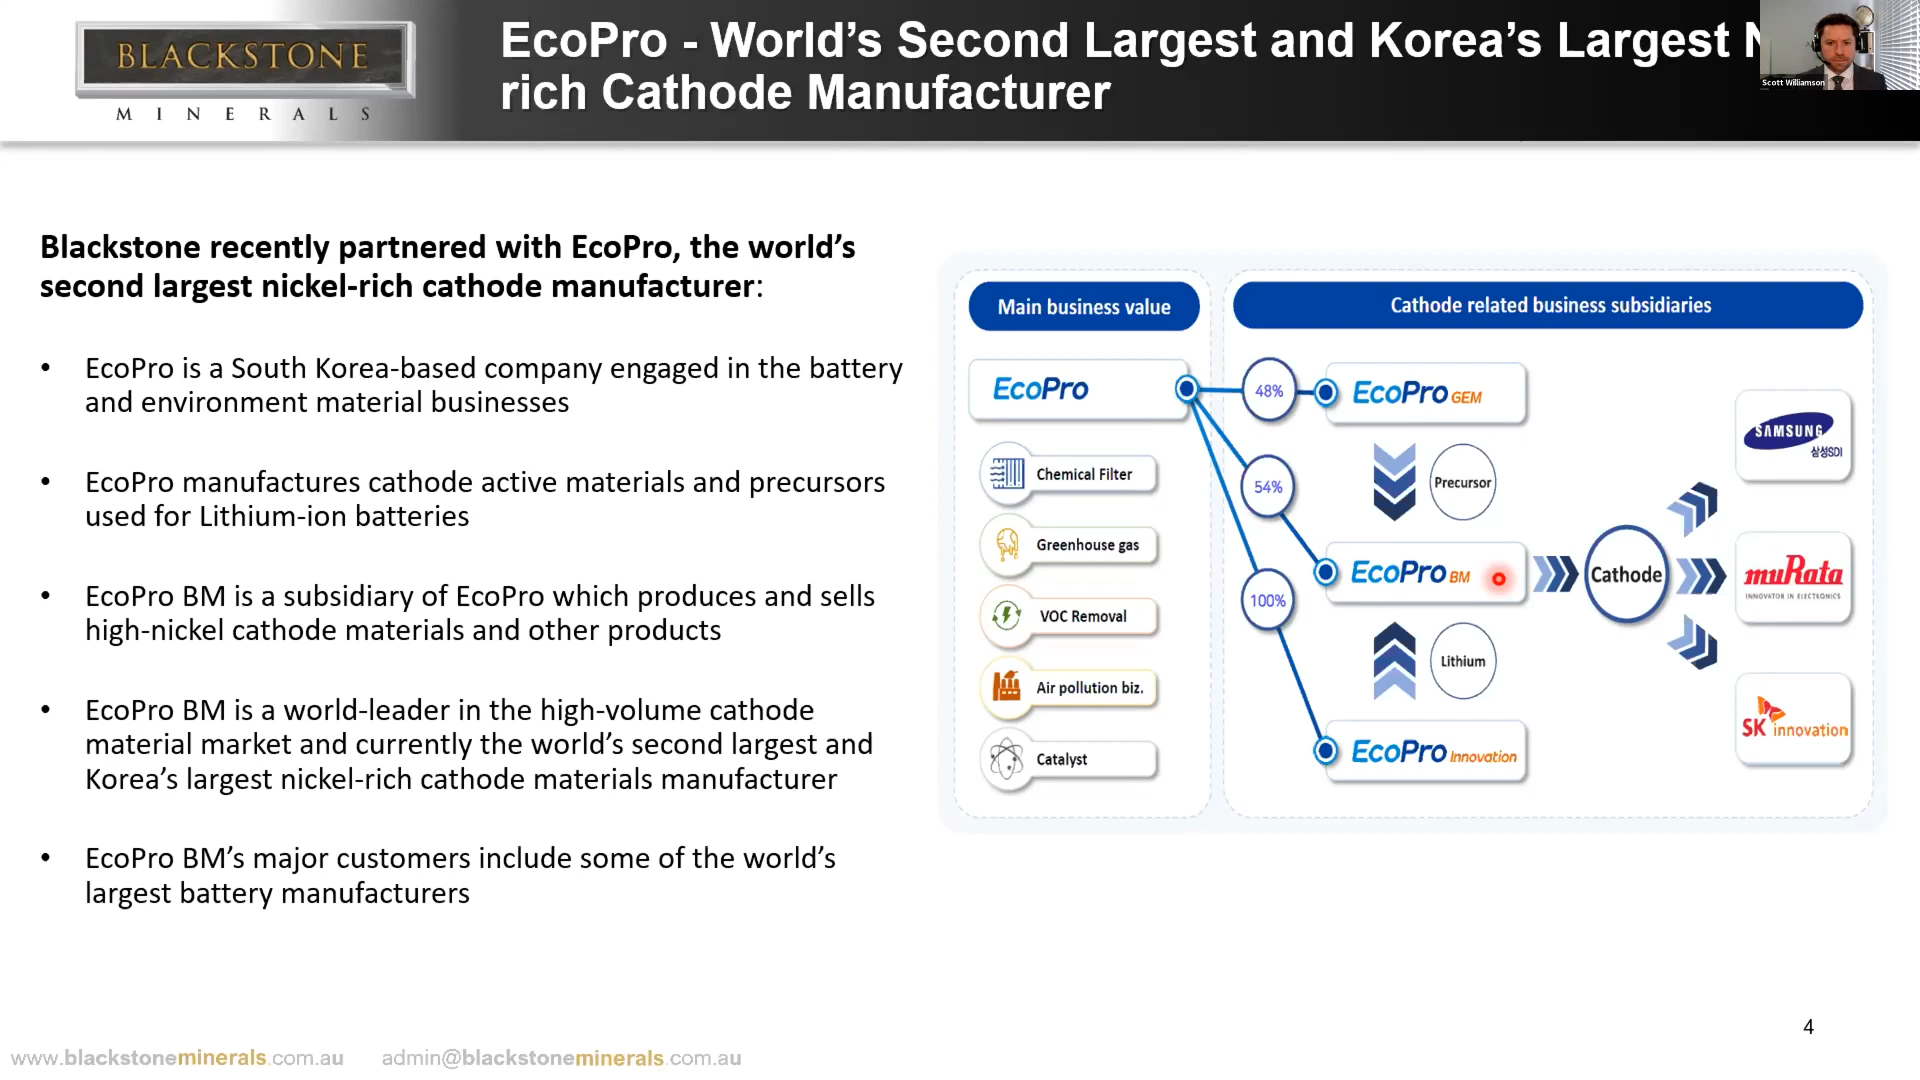 BLACKSTONE
MINERALS
EcoPro - World’s Second Largest and Korea’s Largest
rich Cathode Manufacturer
Scott Williamson
Blackstone recently partnered with EcoPro, the world’s
second largest nickel-rich cathode manufacturer:
• EcoPro is a South Korea-based company engaged in the battery
and environment material businesses
• EcoPro manufactures cathode active materials and precursors
used for Lithium-ion batteries
• EcoPro BM is a subsidiary of EcoPro which produces and sells
high-nickel cathode materials and other products
• EcoPro BM is a world-leader in the high-volume cathode
material market and currently the world’s second largest and
Korea’s largest nickel-rich cathode materials manufacturer
• EcoPro BM’s major customers include some of the world’s
largest battery manufacturers
Main business value
EcoPro
Chemical Filter
Greenhouse gas
VOC Removal
Air pollution biz.
Catalyst
Cathode related business subsidiaries
48%
EcoPro GEM
Precursor
54%
EcoPro BM
100%
Lithium
EcoPro Innovation
Cathode
SAMSUNG
삼성SDI
muRata
INNOVATOR IN ELECTRONICS
SK innovation
4
www.blackstoneminerals.com.au admin@blackstoneminerals.com.au